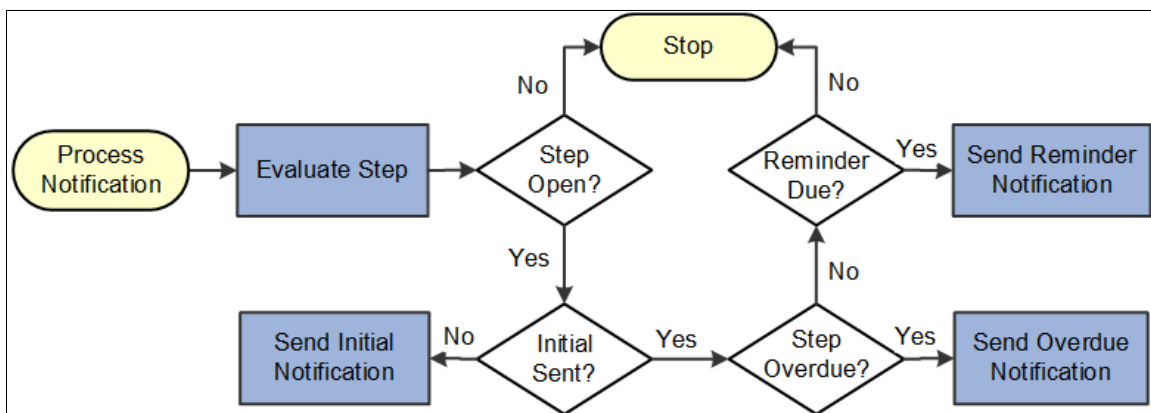 Stop
No
No
Process
Notification
Evaluate Step
Step
Open?
Reminder
Due?
Yes
Send Reminder
Notification
Yes
No
Send Initial
Notification
No
Initial
Sent?
Yes
Step
Overdue?
Yes
Send Overdue
Notification